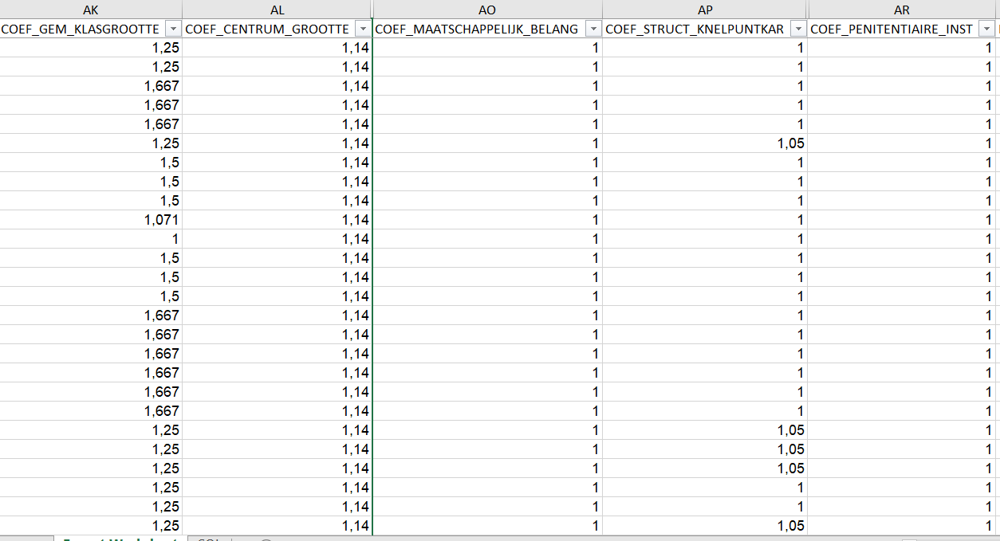 AK AL AO AP AR
COEF_GEM_KLASGROOTTE COEF_CENTRUM_GROOTTE COEF_MAATSCHAPPELIJK_BELANG COEF_STRUCT_KNELPUNTKAR COEF_PENITENTIAIRE_INST
1,25 1,14 1 1 1
1,25 1,14 1 1 1
1,667 1,14 1 1 1
1,667 1,14 1 1 1
1,667 1,14 1 1 1
1,25 1,14 1 1,05 1
1,5 1,14 1 1 1
1,5 1,14 1 1 1
1,5 1,14 1 1 1
1,071 1,14 1 1 1
1 1,14 1 1 1
1,5 1,14 1 1 1
1,5 1,14 1 1 1
1,5 1,14 1 1 1
1,667 1,14 1 1 1
1,667 1,14 1 1 1
1,667 1,14 1 1 1
1,667 1,14 1 1 1
1,667 1,14 1 1 1
1,667 1,14 1 1 1
1,25 1,14 1 1,05 1
1,25 1,14 1 1,05 1
1,25 1,14 1 1,05 1
1,25 1,14 1 1 1
1,25 1,14 1 1 1
1,25 1,14 1 1,05 1